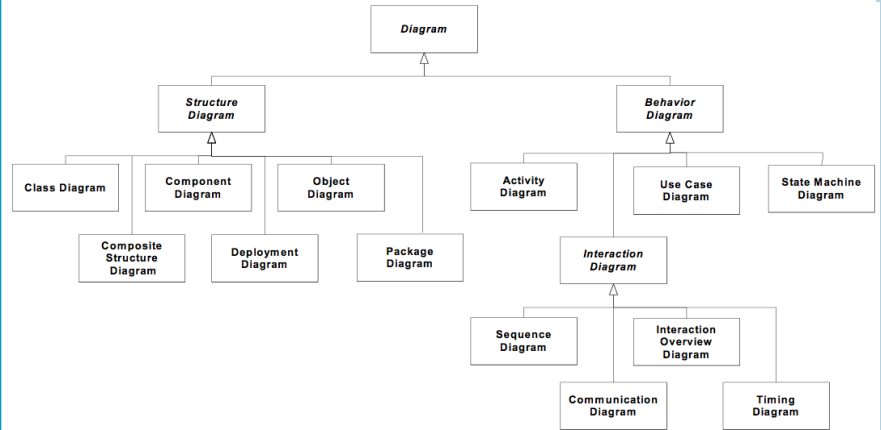 Diagram
Structure
Diagram
Behavior
Diagram
Class Diagram
Component
Diagram
Object
Diagram
Activity
Diagram
Use Case
Diagram
State Machine
Diagram
Composite
Structure
Diagram
Deployment
Diagram
Package
Diagram
Interaction
Diagram
Sequence
Diagram
Interaction
Overview
Diagram
Communication
Diagram
Timing
Diagram